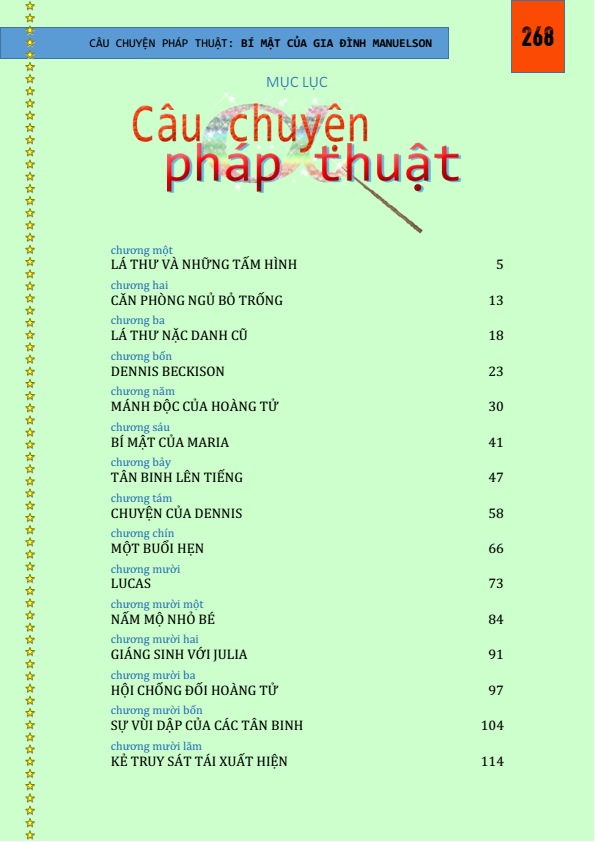 CÂU CHUYỆN PHÁP THUẬT: BÍ MẬT CỦA GIA ĐÌNH MANUELSON
268
MỤC LỤC
Câu chuyện
pháp thuật
chương một
LÁ THƯ VÀ NHỮNG TẤM HÌNH 5
chương hai
CĂN PHÒNG NGỦ BỎ TRỐNG 13
chương ba
LÁ THƯ NẶC DANH CŨ 18
chương bốn
DENNIS BECKISON 23
chương năm
MÁNH ĐỘC CỦA HOÀNG TỬ 30
chương sáu
BÍ MẬT CỦA MARIA 41
chương bảy
TÂN BINH LÊN TIẾNG 47
chương tám
CHUYỆN CỦA DENNIS 58
chương chín
MỘT BUỔI HẸN 66
chương mười
LUCAS 73
chương mười một
NẤM MỘ NHỎ BÉ 84
chương mười hai
GIÁNG SINH VỚI JULIA 91
chương mười ba
HỘI CHỐNG ĐỐI HOÀNG TỬ 97
chương mười bốn
SỰ VÙI DẬP CỦA CÁC TÂN BINH 104
chương mười lăm
KẺ TRUY SÁT TÁI XUẤT HIỆN 114